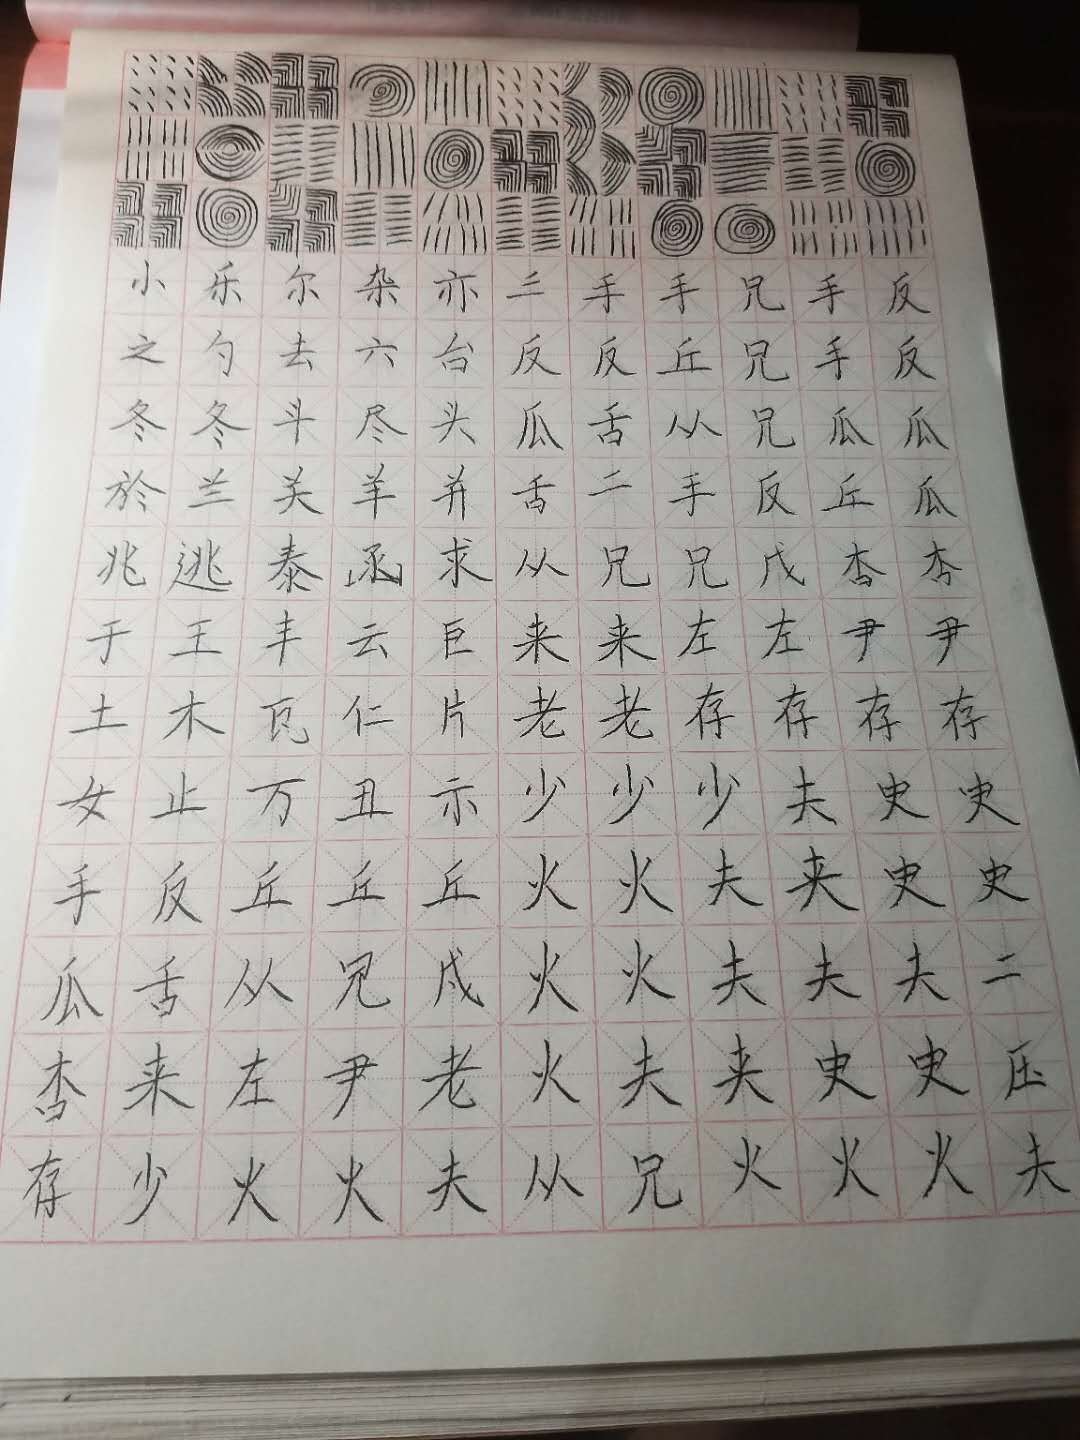 小乐尔杂亦三手手兄手反
之勺去六台反反丘兄手反
冬冬斗尽头瓜舌从兄瓜瓜
於兰关羊并舌二手反丘瓜
兆逃泰函求从兄兄戊杏杏
于王丰云巨来来左左尹尹
土木瓦仁片老老存存存存
女止万丑示少少少夫史史
手反丘丘丘火火夫夹史史
瓜舌从兄成火火夫夫夫二
杏来左尹老火夫夹史史压
存少火火夫从兄火火火夫